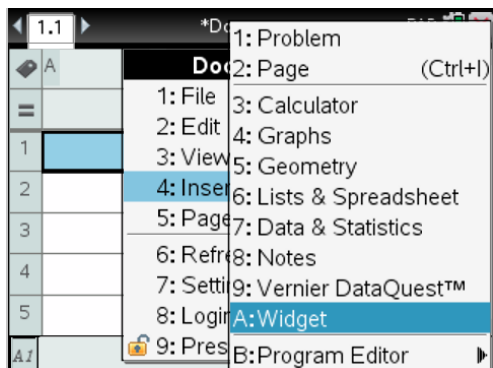 1.1
*Do
1: Problem
2: Page (Ctrl+I)
3: Calculator
4: Graphs
5: Geometry
6: Lists & Spreadsheet
7: Data & Statistics
8: Notes
9: Vernier DataQuest™
A: Widget
B: Program Editor
Doc
1: File
2: Edit
3: View
4: Inser
5: Page
6: Refre
7: Settin
8: Login
9: Pres
A
=
1
2
3
4
5
A1